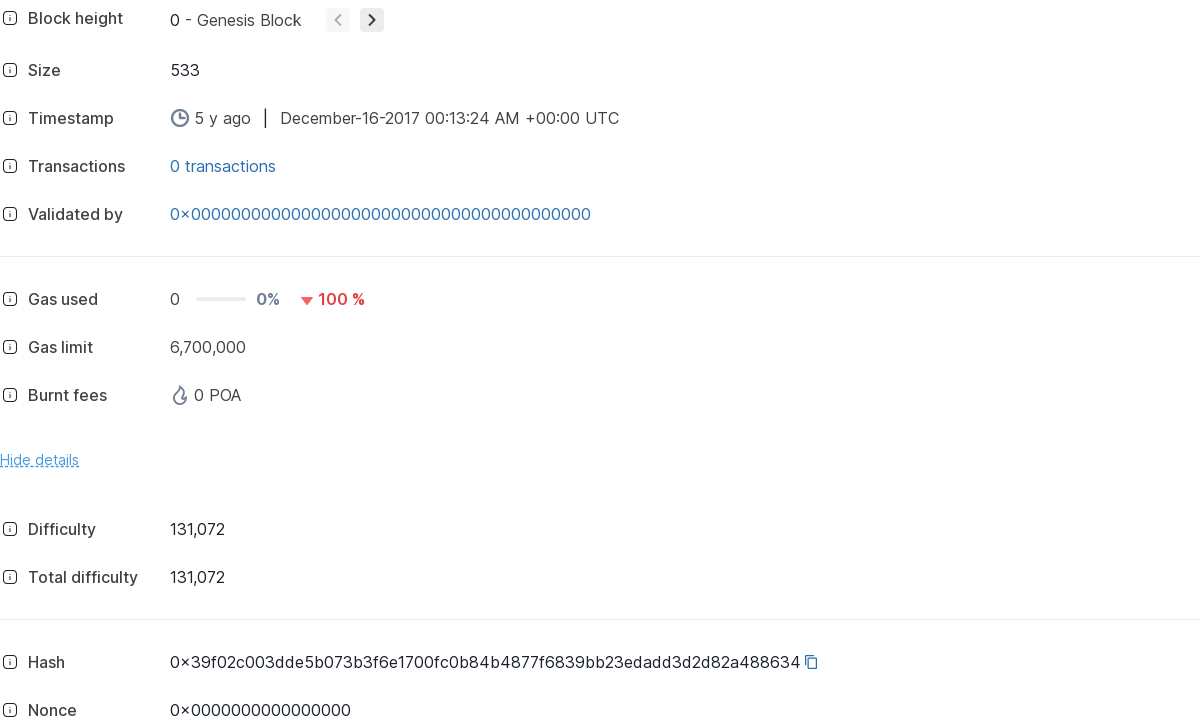 Block height 0 - Genesis Block
Size 533
Timestamp 5 y ago | December-16-2017 00:13:24 AM +00:00 UTC
Transactions 0 transactions
Validated by 0x0000000000000000000000000000000000000000
Gas used 0 0% 100 %
Gas limit 6,700,000
Burnt fees 0 POA
Hide details
Difficulty 131,072
Total difficulty 131,072
Hash 0x39f02c003dde5b073b3f6e1700fc0b84b4877f6839bb23edadd3d2d82a488634
Nonce 0x0000000000000000